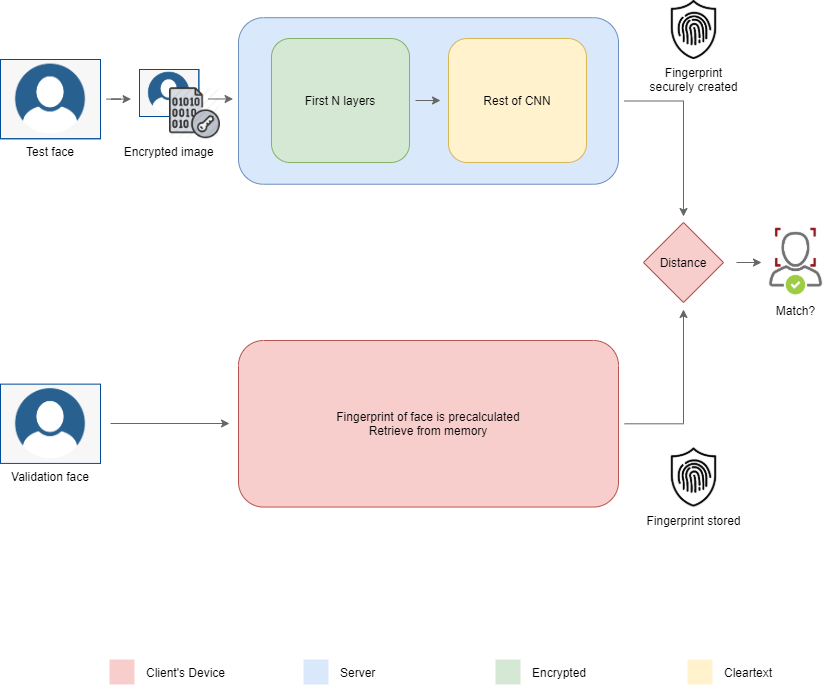 Fingerprint
securely created
First N layers
Rest of CNN
01010
0010
010
Test face
Encrypted image
Distance
Match?
Fingerprint of face is precalculated
Retrieve from memory
Validation face
Fingerprint stored
Client's Device
Server
Encrypted
Cleartext